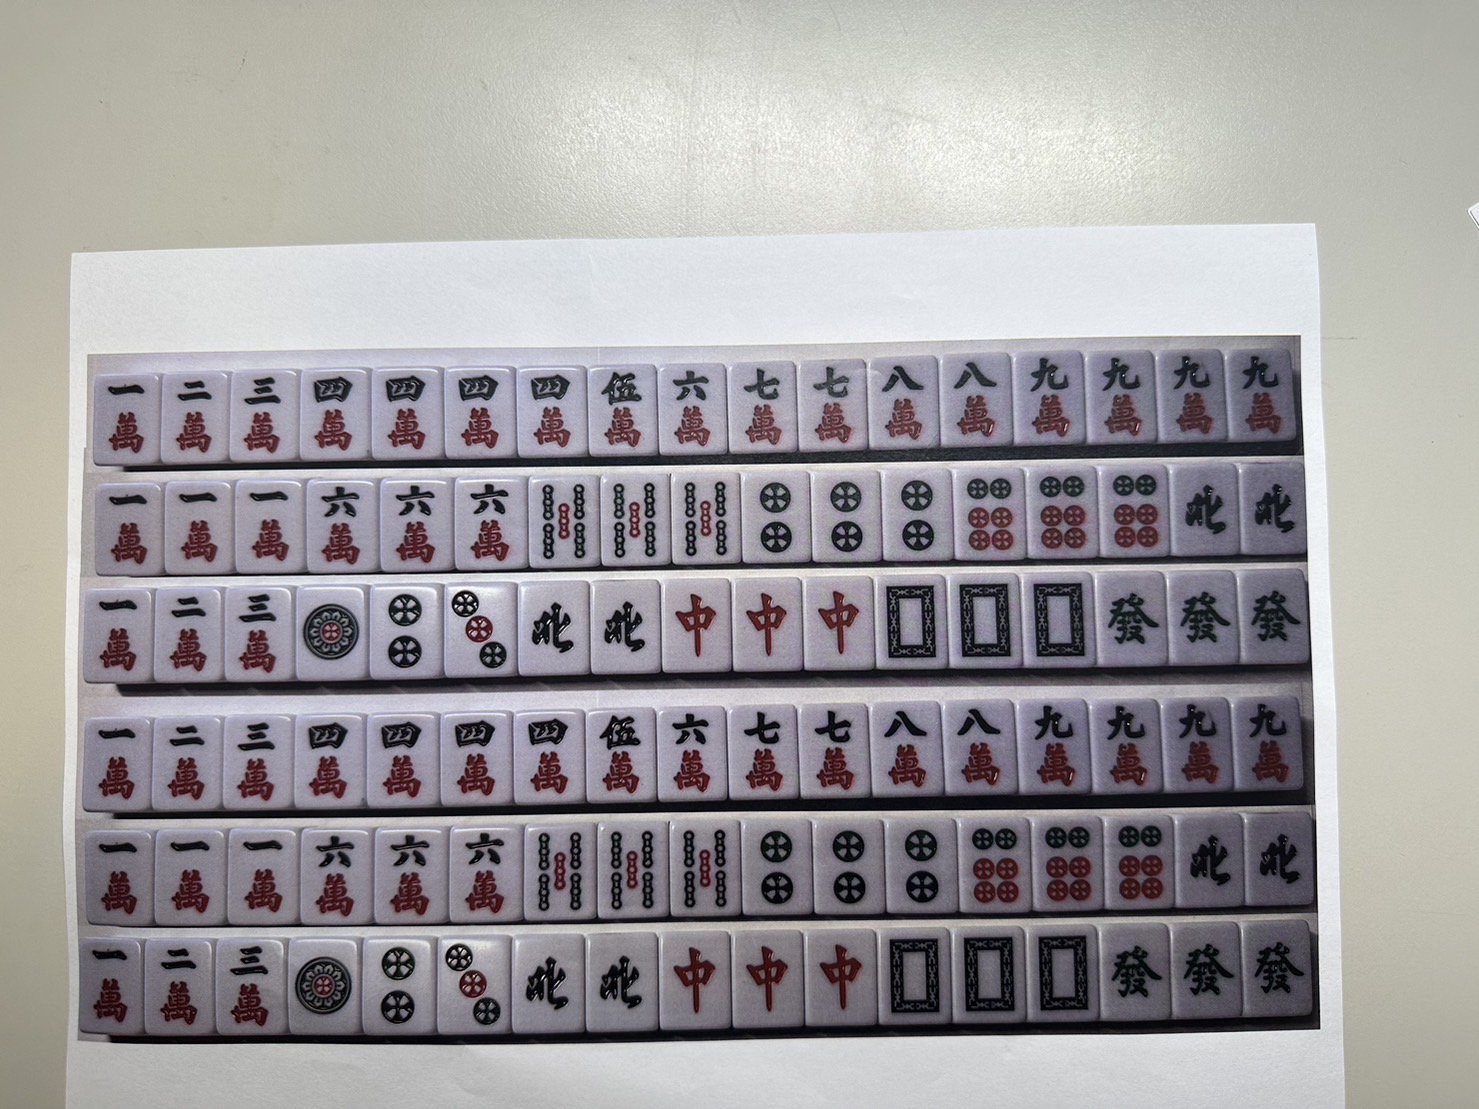 一 二 三 四 四 四 四 伍 六 七 七 八 八 九 九 九 九
萬 萬 萬 萬 萬 萬 萬 萬 萬 萬 萬 萬 萬 萬 萬 萬 萬
一 一 一 六 六 六 北 北
萬 萬 萬 萬 萬 萬
一 二 三 北 北 中 中 中 發 發 發
萬 萬 萬
一 二 三 四 四 四 四 伍 六 七 七 八 八 九 九 九 九
萬 萬 萬 萬 萬 萬 萬 萬 萬 萬 萬 萬 萬 萬 萬 萬 萬
一 一 一 六 六 六 北 北
萬 萬 萬 萬 萬 萬
一 二 三 北 北 中 中 中 發 發 發
萬 萬 萬